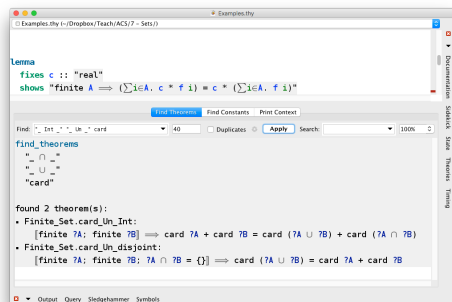 Examples.thy
Examples.thy (~/Dropbox/Teach/ACS/7 – Sets/)
lemma
fixes c :: "real"
shows "finite A ⟹ (∑i∈A. c * f i) = c * (∑i∈A. f i)"
Find Theorems Find Constants Print Context
Find: "_ Int _" "_ Un _" card 40 Duplicates Apply Search: 100%
find_theorems
"_ ∩ _"
"_ ∪ _"
"card"
found 2 theorem(s):
• Finite_Set.card_Un_Int:
⟦finite ?A; finite ?B⟧ ⟹ card ?A + card ?B = card (?A ∪ ?B) + card (?A ∩ ?B)
• Finite_Set.card_Un_disjoint:
⟦finite ?A; finite ?B; ?A ∩ ?B = {}⟧ ⟹ card (?A ∪ ?B) = card ?A + card ?B
Output Query Sledgehammer Symbols
Documentation
Sidekick
State
Theories
Timing